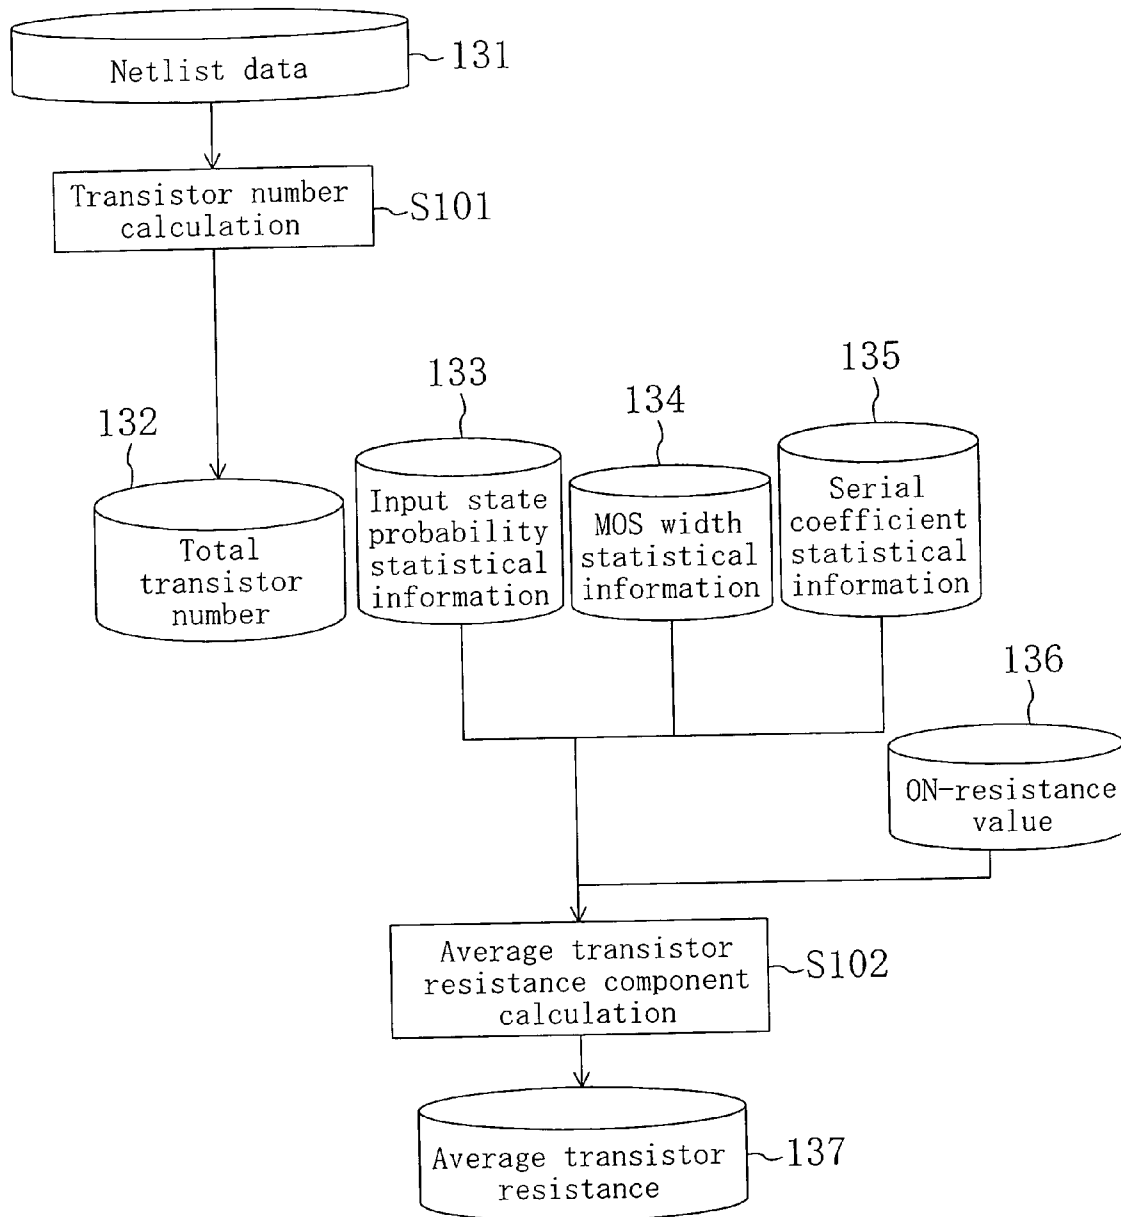 Netlist data
131
Transistor number
calculation
S101
132
Total
transistor
number
133
Input state
probability
statistical
information
134
MOS width
statistical
information
135
Serial
coefficient
statistical
information
136
ON-resistance
value
Average transistor
resistance component
calculation
S102
Average transistor
resistance
137